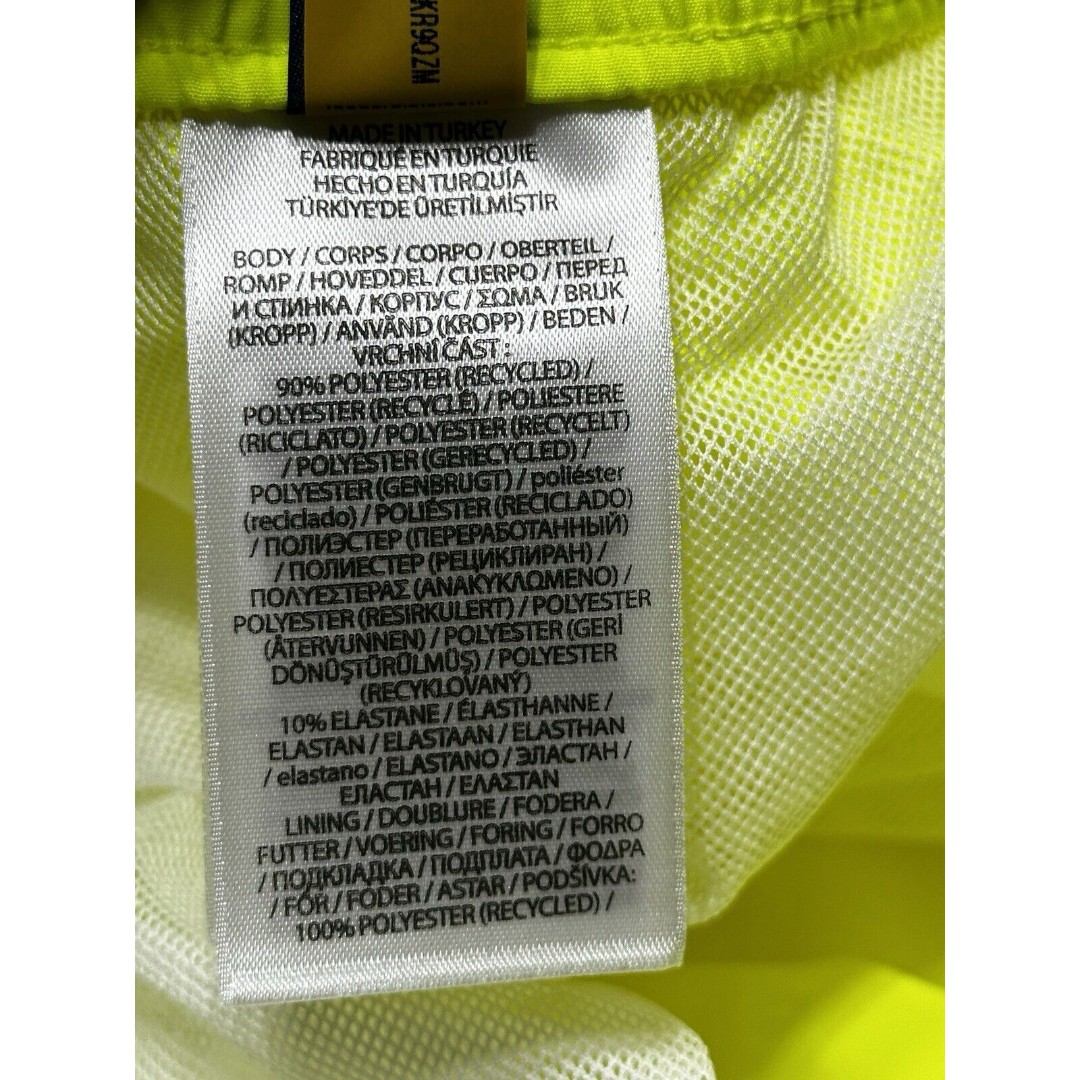 KR9QZM
MADE IN TURKEY
FABRIQUÉ EN TURQUIE
HECHO EN TURQUÍA
TÜRKİYE'DE ÜRETİLMİŞTİR
BODY / CORPS / CORPO / OBERTEIL /
ROMP / HOVEDDEL / CUERPO / ПЕРЕД
И СПИНКА / КОРПУС / ΣΩΜΑ / BRUK
(KROPP) / ANVÄND (KROPP) / BEDEN /
VRCHNÍ ČÁST :
90% POLYESTER (RECYCLED) /
POLYESTER (RECYCLÉ) / POLIESTERE
(RICICLATO) / POLYESTER (RECYCELT)
/ POLYESTER (GERECYCLED) /
POLYESTER (GENBRUGT) / poliéster
(reciclado) / POLIÉSTER (RECICLADO)
/ ПОЛИЭСТЕР (ПЕРЕРАБОТАННЫЙ)
/ ПОЛИЕСТЕР (РЕЦИКЛИРАН) /
ΠΟΛΥΕΣΤΕΡΑΣ (ΑΝΑΚΥΚΛΩΜΕΝΟ) /
POLYESTER (RESIRKULERT) / POLYESTER
(ÅTERVUNNEN) / POLYESTER (GERİ
DÖNÜŞTÜRÜLMÜŞ) / POLYESTER
(RECYKLOVANÝ)
10% ELASTANE / ÉLASTHANNE /
ELASTAN / ELASTAAN / ELASTHAN
/ elastano / ELASTANO / ЭЛАСТАН /
ЕЛАСТАН / ΕΛΑΣΤΑΝ
LINING / DOUBLURE / FODERA /
FUTTER / VOERING / FORING / FORRO
/ ПОДКЛАДКА / ПОДПЛАТА / ΦΟΔΡΑ
/ FÔR / FODER / ASTAR / PODŠÍVKA:
100% POLYESTER (RECYCLED) /